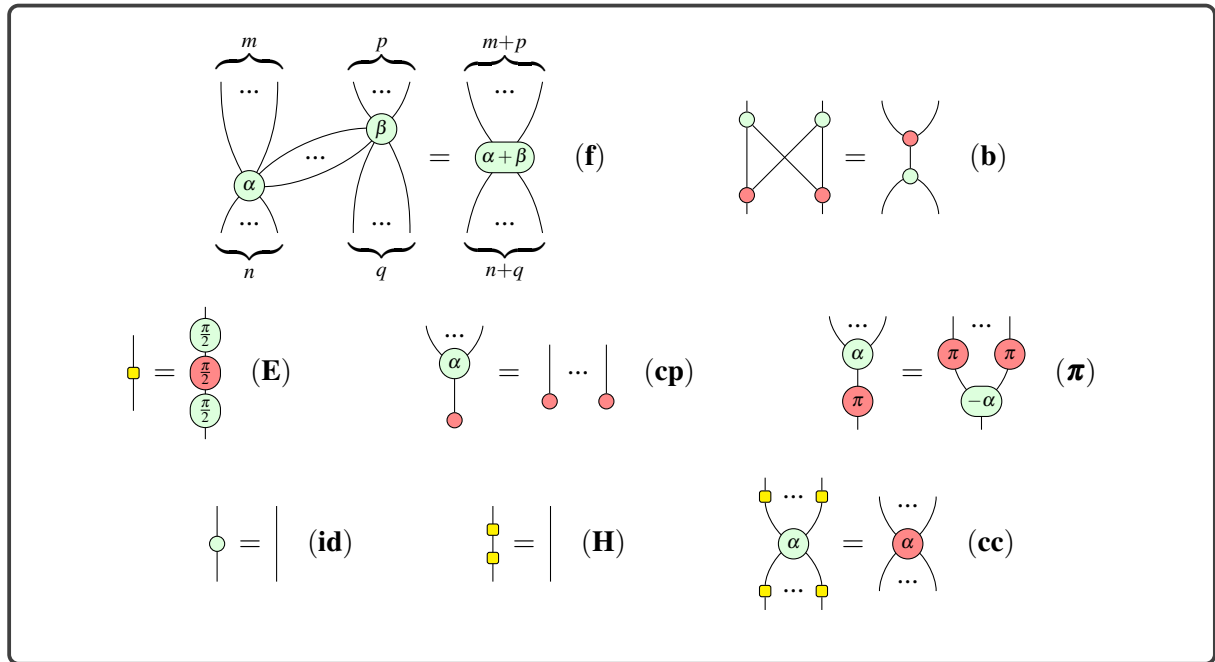 m p m+p
... ... ...
α ... β = α + β (f)
... ... ...
n q n+q
= (b)
= π/2 π/2 π/2 (E)
... α = ... (cp)
... α π = π ... π −α (π)
= (id)
= (H)
... α ... = ... α ... (cc)